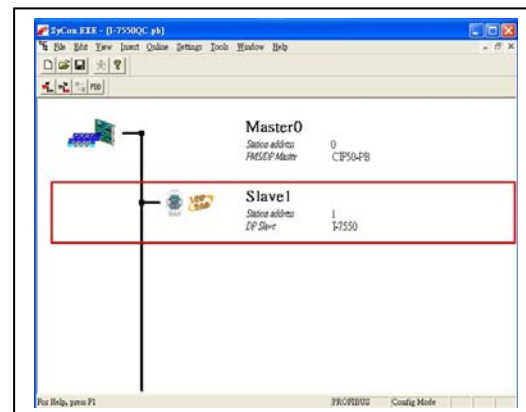 SyCon.EXE - [I-7550QC.pb]
File Edit View Insert Online Settings Tools Window Help
Master0
Station address 0
FMS/DP Master CIF50-PB
Slave1
Station address 1
DP Slave I-7550
For Help, press F1 PROFIBUS Config Mode